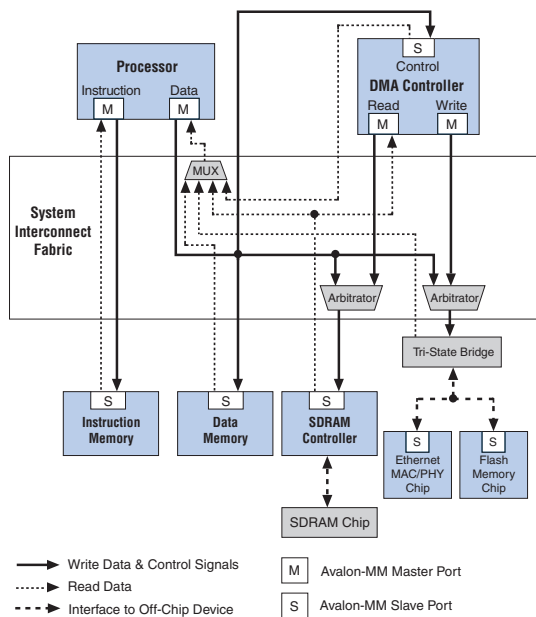 S
Control
DMA Controller
Read
Write
M
M
Processor
Instruction
Data
M
M
MUX
System
Interconnect
Fabric
Arbitrator
Arbitrator
Tri-State Bridge
S
Instruction
Memory
S
Data
Memory
S
SDRAM
Controller
S
Ethernet
MAC/PHY
Chip
S
Flash
Memory
Chip
SDRAM Chip
Write Data & Control Signals
Read Data
Interface to Off-Chip Device
M
Avalon-MM Master Port
S
Avalon-MM Slave Port